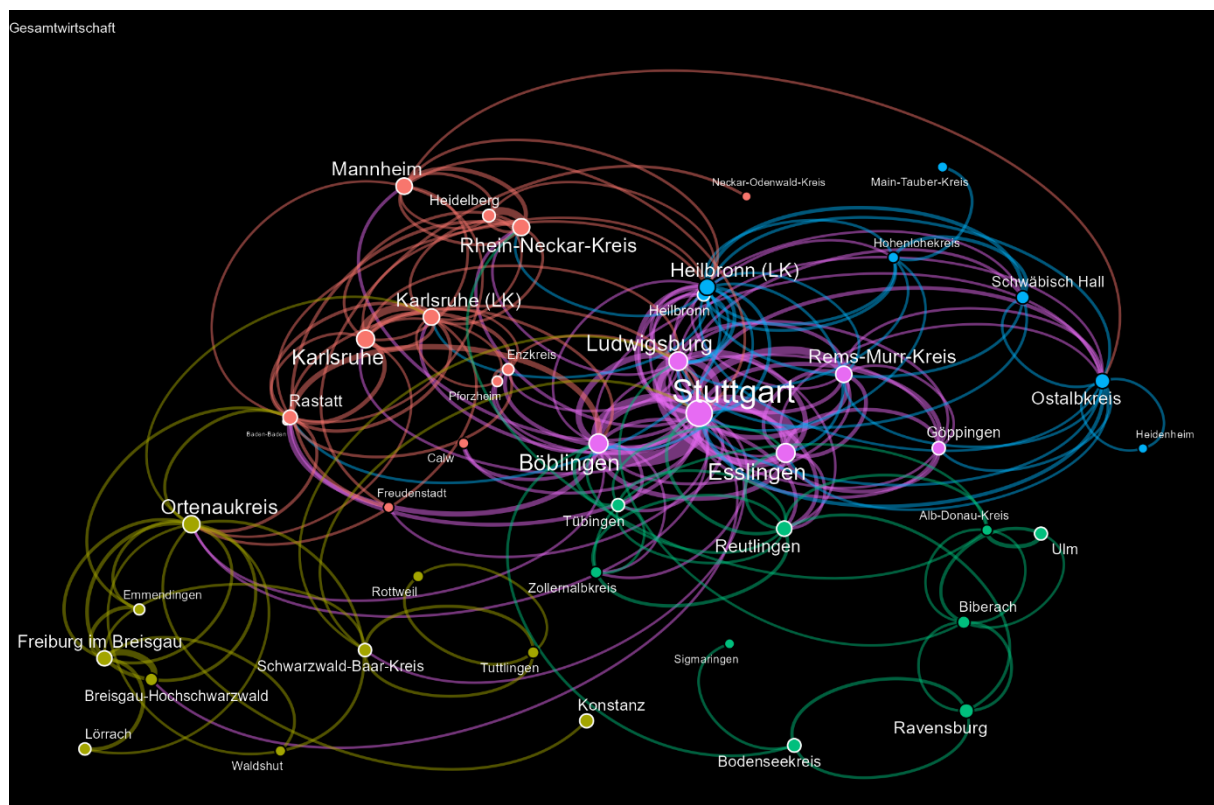 Gesamtwirtschaft
Mannheim
Neckar-Odenwald-Kreis
Main-Tauber-Kreis
Heidelberg
Rhein-Neckar-Kreis
Hohenlohekreis
Heilbronn (LK)
Schwäbisch Hall
Karlsruhe (LK)
Heilbronn
Ludwigsburg
Karlsruhe
Enzkreis
Rems-Murr-Kreis
Stuttgart
Pforzheim
Ostalbkreis
Rastatt
Baden-Baden
Göppingen
Heidenheim
Calw
Böblingen
Esslingen
Freudenstadt
Ortenaukreis
Tübingen
Alb-Donau-Kreis
Reutlingen
Ulm
Rottweil
Zollernalbkreis
Emmendingen
Biberach
Freiburg im Breisgau
Schwarzwald-Baar-Kreis
Tuttlingen
Sigmaringen
Breisgau-Hochschwarzwald
Konstanz
Ravensburg
Lörrach
Waldshut
Bodenseekreis